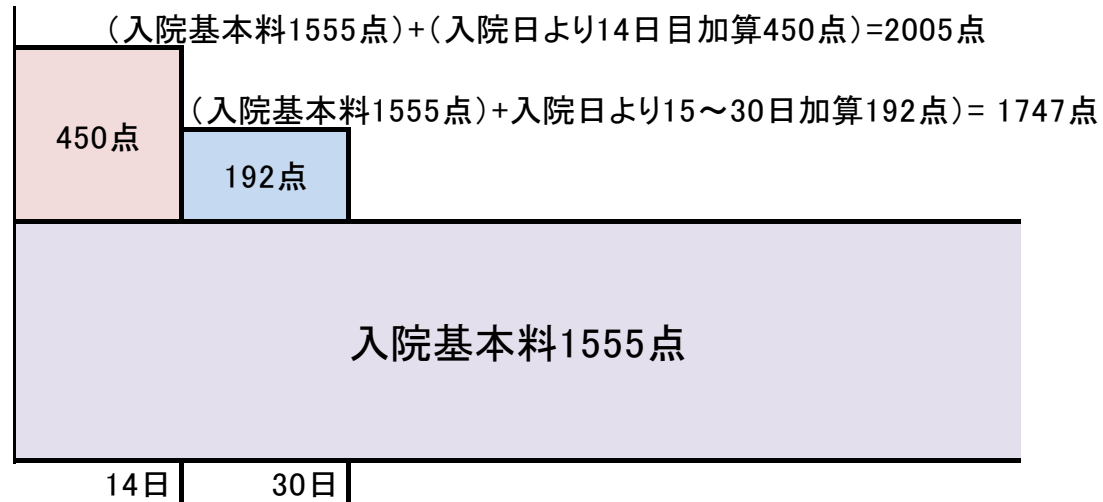 (入院基本料1555点)+(入院日より14日目加算450点)=2005点
(入院基本料1555点)+入院日より15～30日加算192点)= 1747点
450点
192点
入院基本料1555点
14日
30日